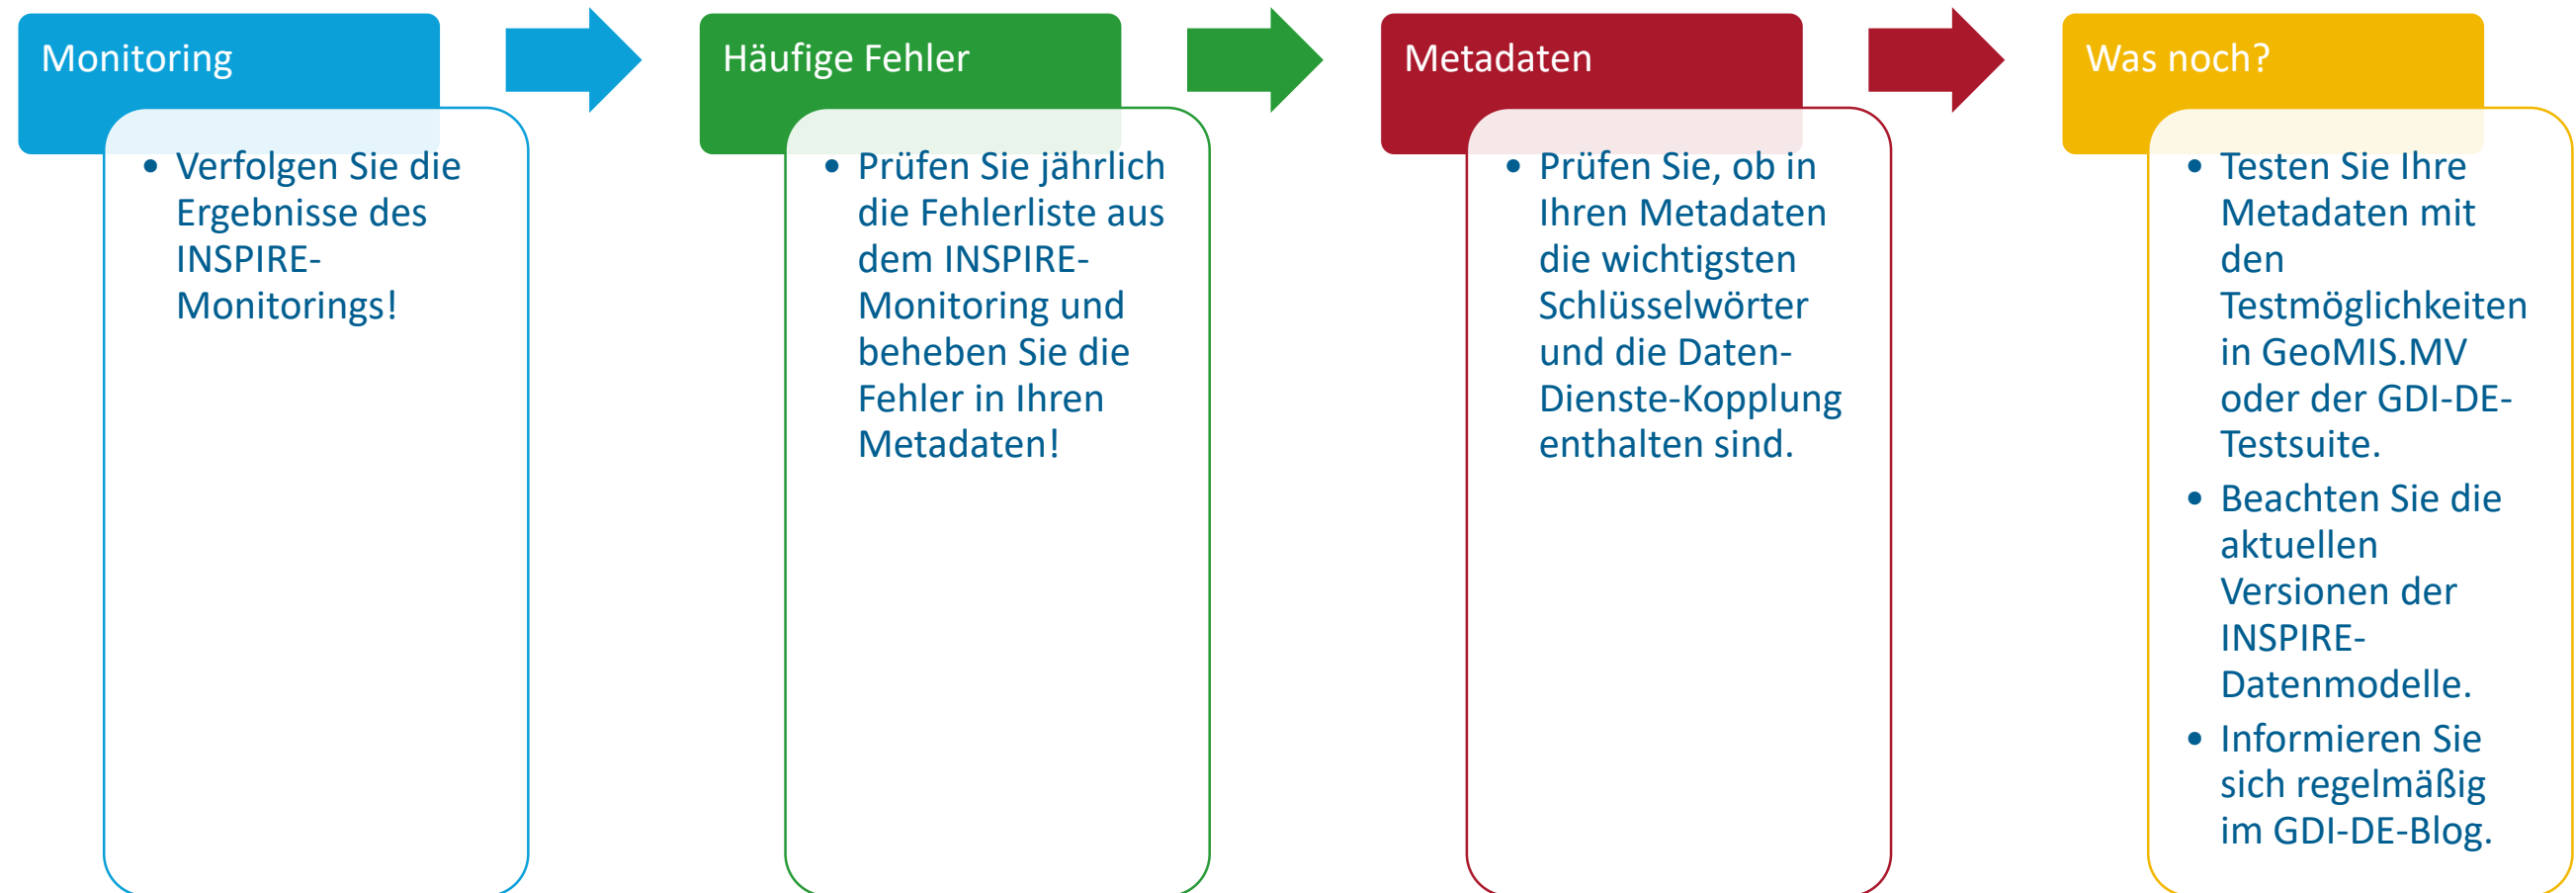 Monitoring
• Verfolgen Sie die
Ergebnisse des
INSPIRE-
Monitorings!
Häufige Fehler
• Prüfen Sie jährlich
die Fehlerliste aus
dem INSPIRE-
Monitoring und
beheben Sie die
Fehler in Ihren
Metadaten!
Metadaten
• Prüfen Sie, ob in
Ihren Metadaten
die wichtigsten
Schlüsselwörter
und die Daten-
Dienste-Kopplung
enthalten sind.
Was noch?
• Testen Sie Ihre
Metadaten mit
den
Testmöglichkeiten
in GeoMIS.MV
oder der GDI-DE-
Testsuite.
• Beachten Sie die
aktuellen
Versionen der
INSPIRE-
Datenmodelle.
• Informieren Sie
sich regelmäßig
im GDI-DE-Blog.